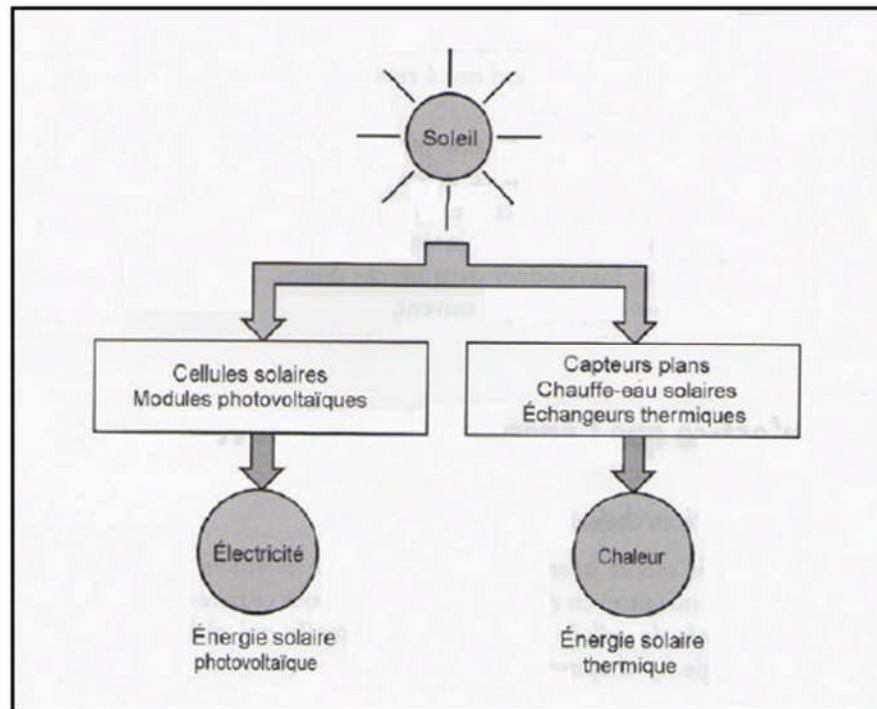 Soleil
Cellules solaires
Modules photovoltaïques
Capteurs plans
Chauffe-eau solaires
Échangeurs thermiques
Électricité
Chaleur
Énergie solaire
photovoltaïque
Énergie solaire
thermique